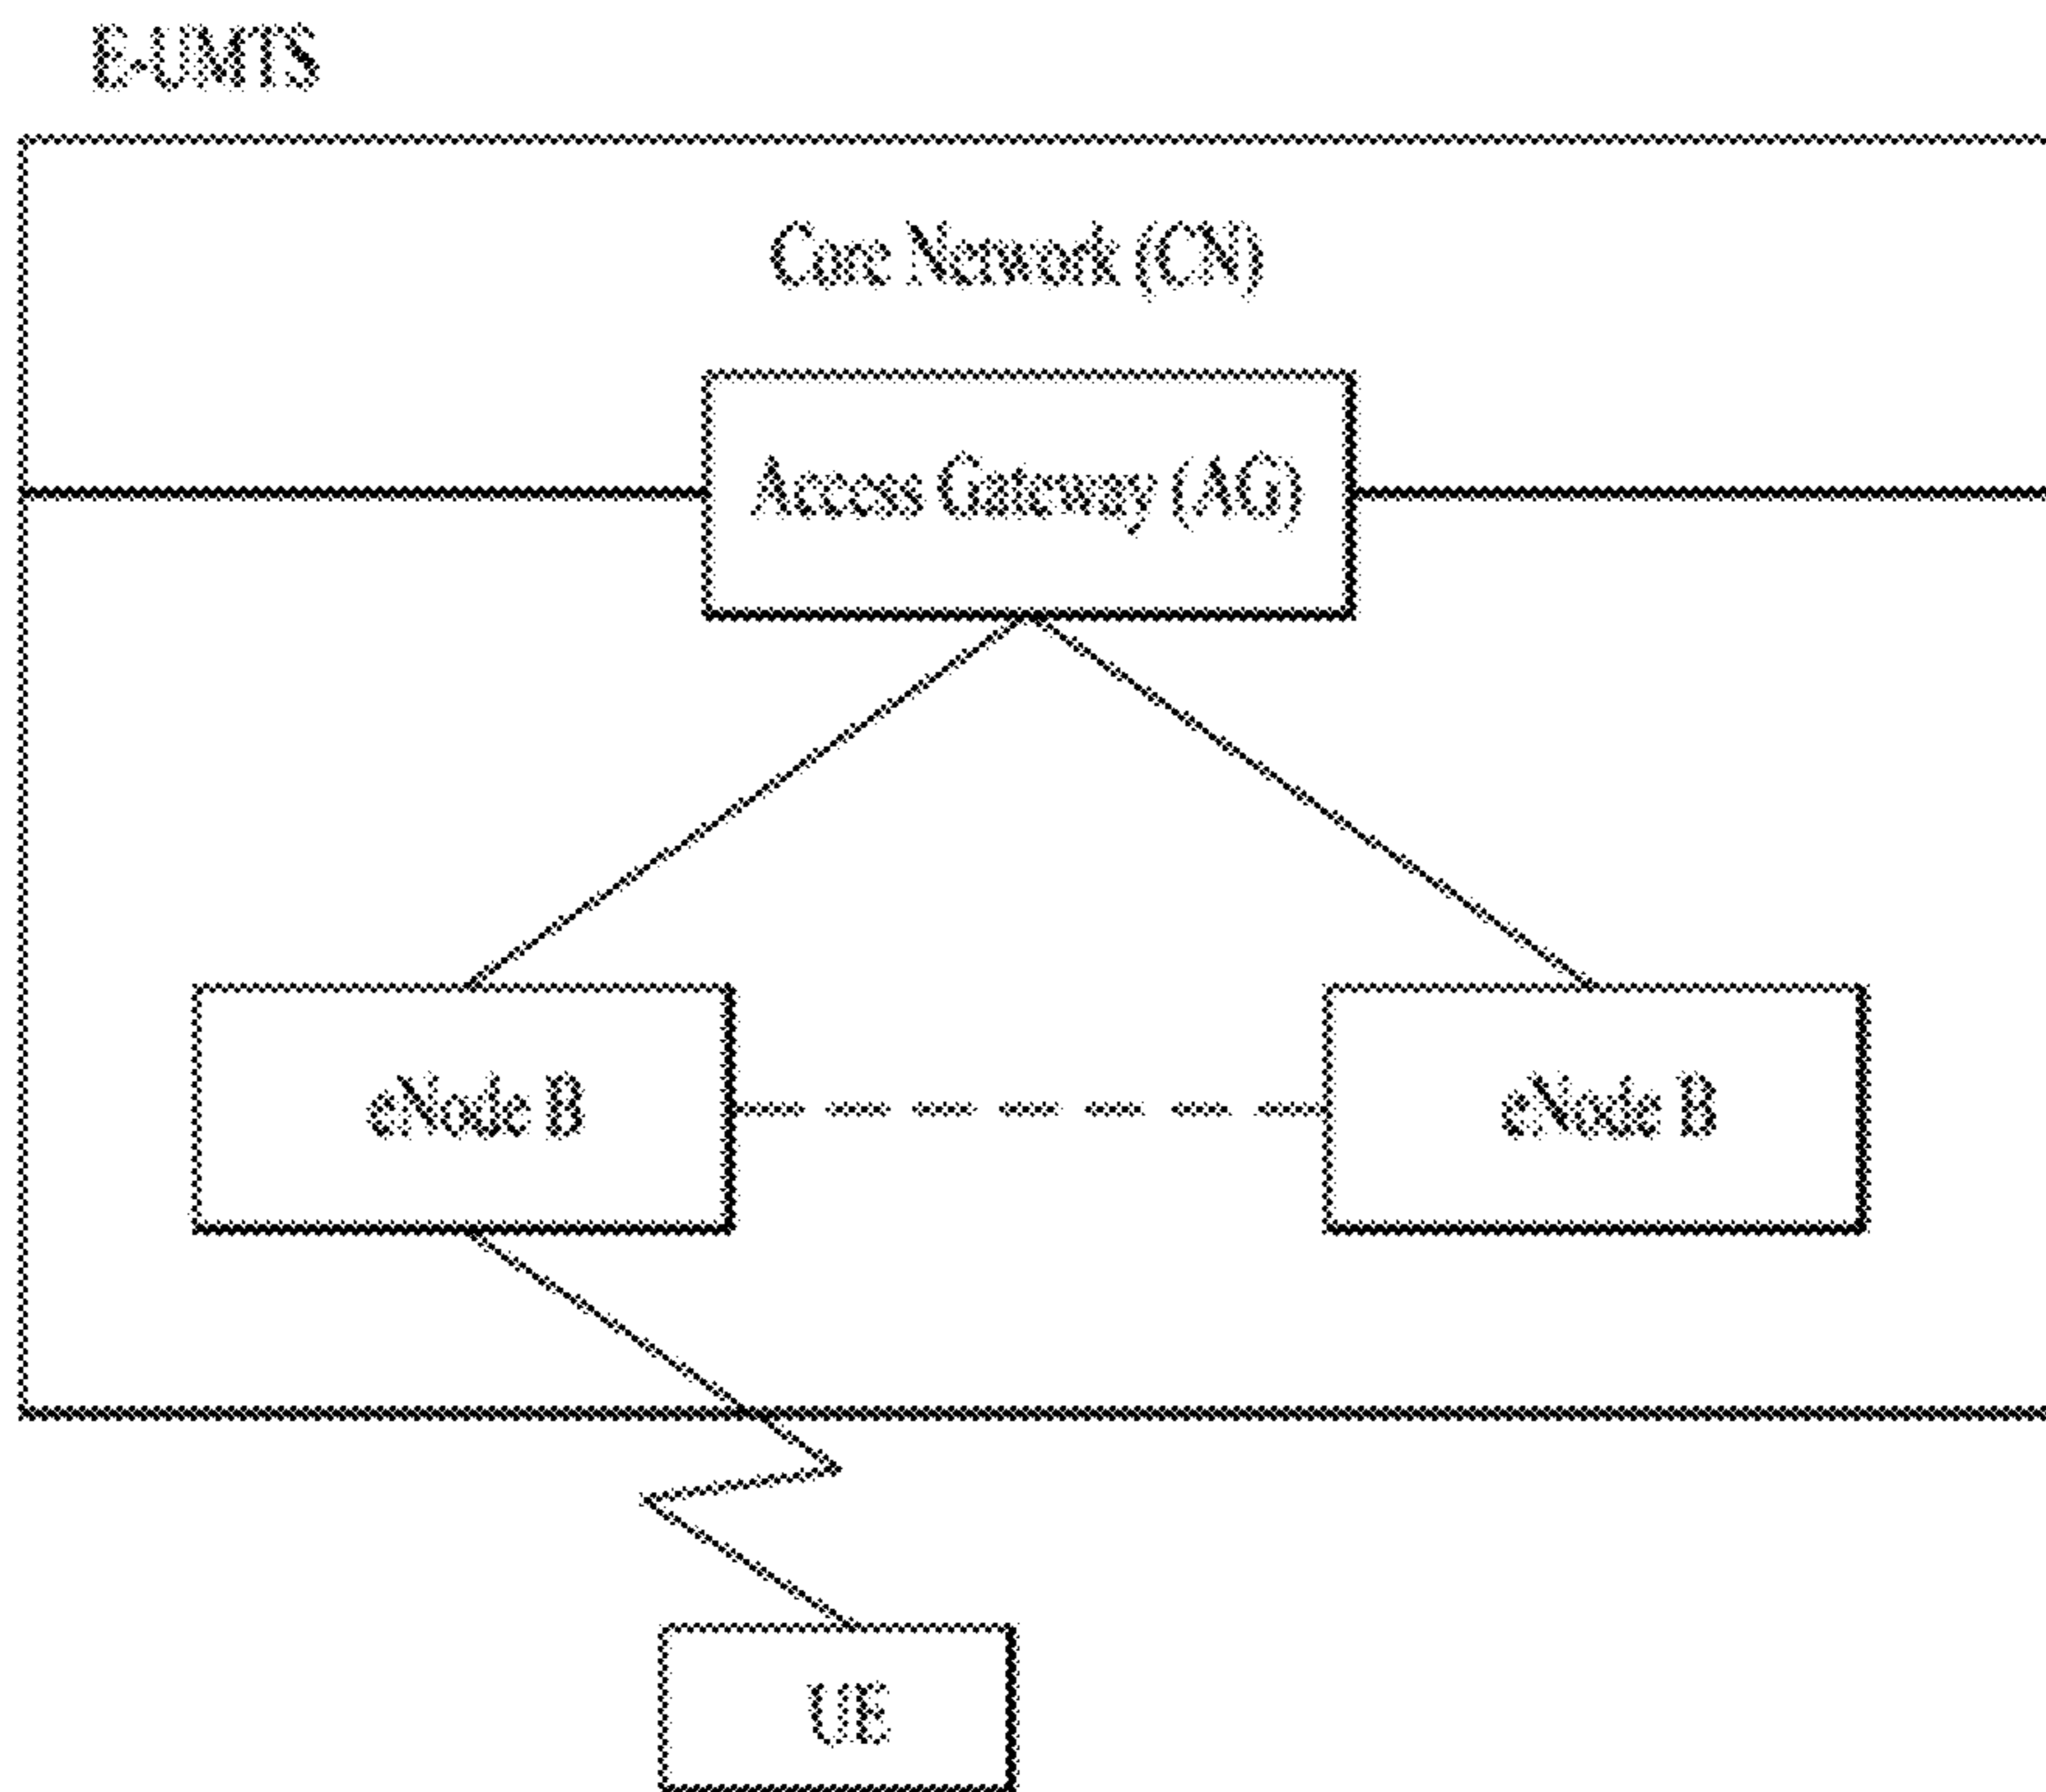 E-UMTS
Core Network (CN)
Access Gateway (AG)
eNode B
eNode B
UE